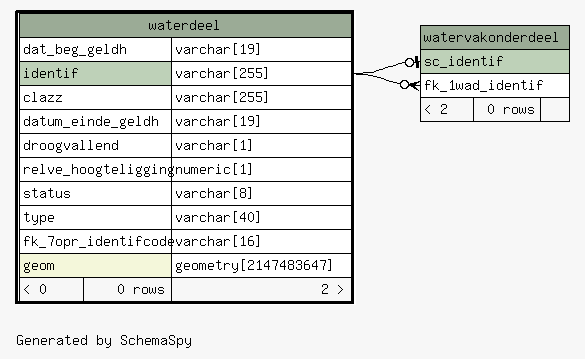 waterdeel
dat_beg_geldh varchar[19]
identif varchar[255]
clazz varchar[255]
datum_einde_geldh varchar[19]
droogvallend varchar[1]
relve_hoogteligging numeric[1]
status varchar[8]
type varchar[40]
fk_7opr_identifcode varchar[16]
geom geometry[2147483647]
< 0 0 rows 2 >
watervakonderdeel
sc_identif
fk_1wad_identif
< 2 0 rows
Generated by SchemaSpy